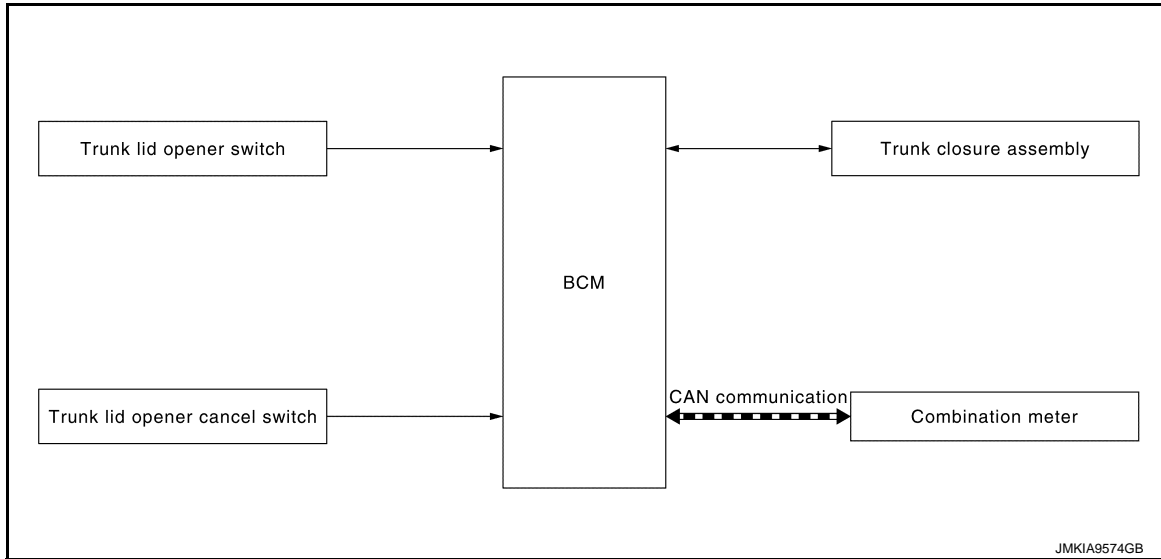 Trunk lid opener switch
Trunk closure assembly
BCM
CAN communication
Trunk lid opener cancel switch
Combination meter
JMKIA9574GB